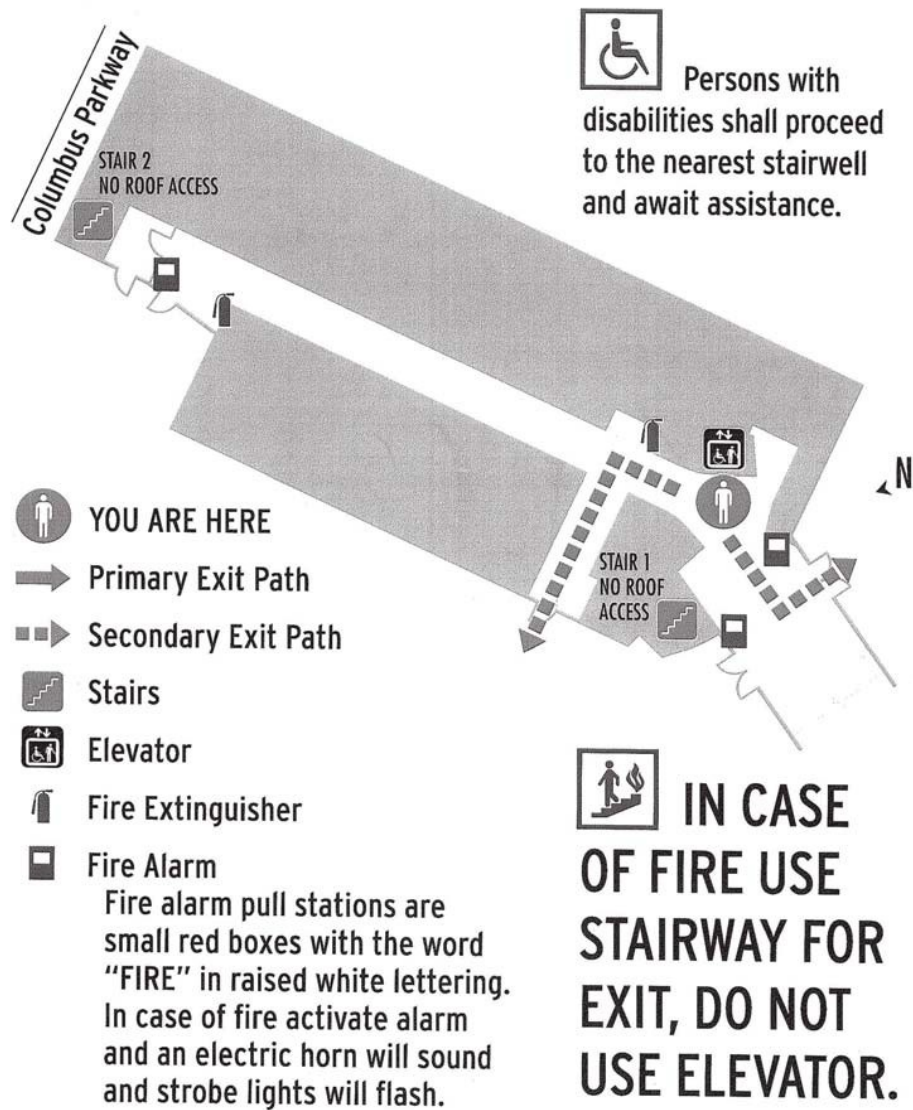 Columbus Parkway
STAIR 2
NO ROOF ACCESS
Persons with
disabilities shall proceed
to the nearest stairwell
and await assistance.
N
STAIR 1
NO ROOF
ACCESS
YOU ARE HERE
Primary Exit Path
Secondary Exit Path
Stairs
Elevator
Fire Extinguisher
Fire Alarm
Fire alarm pull stations are
small red boxes with the word
"FIRE" in raised white lettering.
In case of fire activate alarm
and an electric horn will sound
and strobe lights will flash.
IN CASE
OF FIRE USE
STAIRWAY FOR
EXIT, DO NOT
USE ELEVATOR.